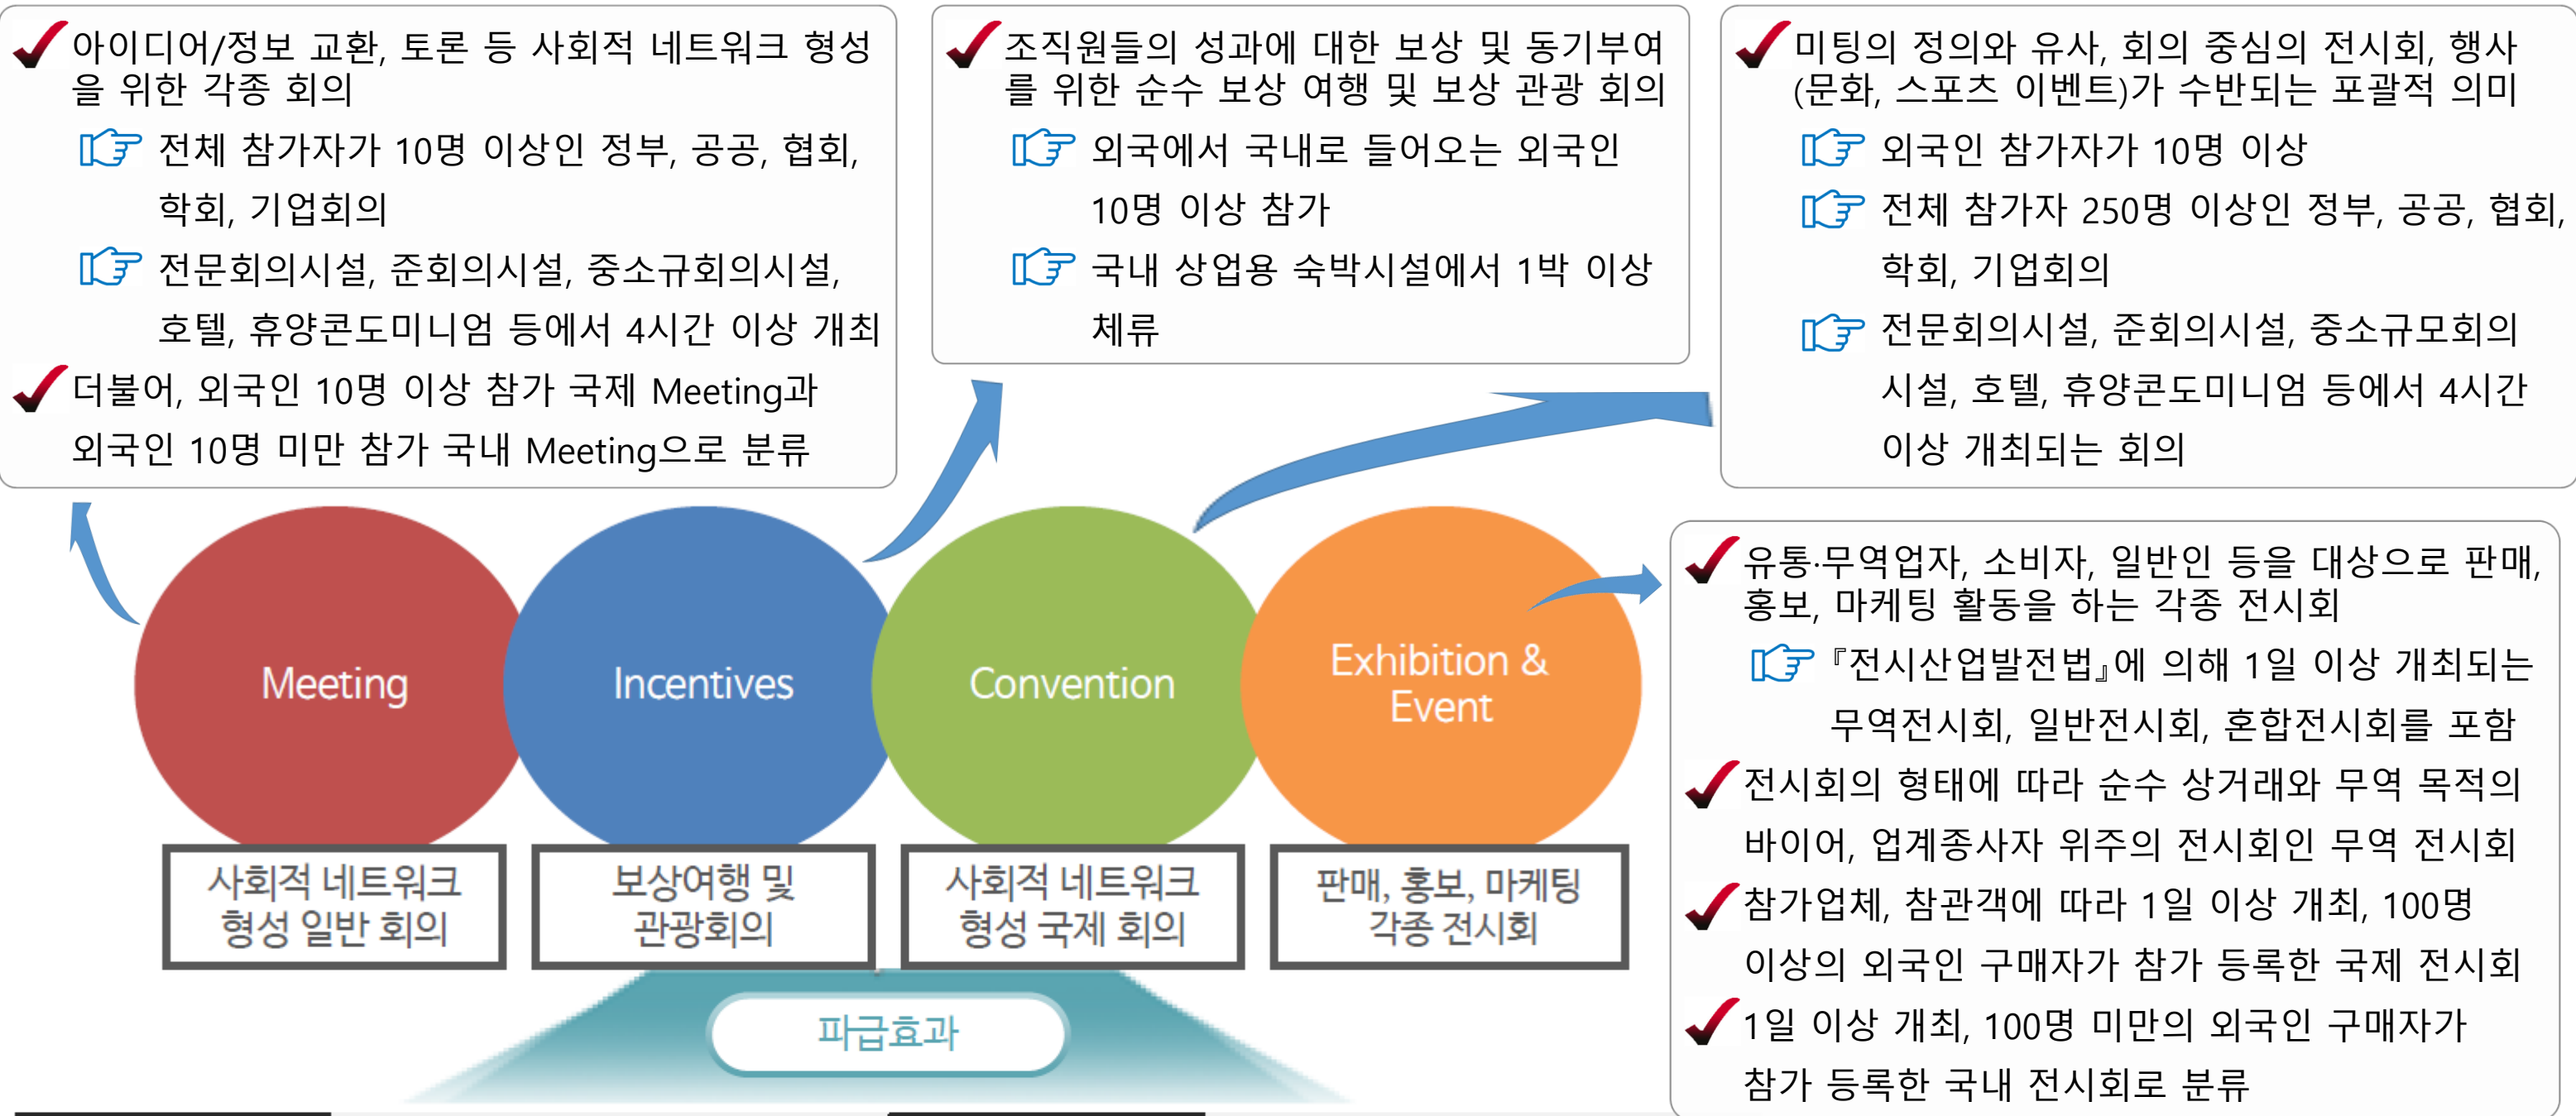 아이디어/정보 교환, 토론 등 사회적 네트워크 형성
을 위한 각종 회의
전체 참가자가 10명 이상인 정부, 공공, 협회,
학회, 기업회의
전문회의시설, 준회의시설, 중소규회의시설,
호텔, 휴양콘도미니엄 등에서 4시간 이상 개최
더불어, 외국인 10명 이상 참가 국제 Meeting과
외국인 10명 미만 참가 국내 Meeting으로 분류
조직원들의 성과에 대한 보상 및 동기부여
를 위한 순수 보상 여행 및 보상 관광 회의
외국에서 국내로 들어오는 외국인
10명 이상 참가
국내 상업용 숙박시설에서 1박 이상
체류
미팅의 정의와 유사, 회의 중심의 전시회, 행사
(문화, 스포츠 이벤트)가 수반되는 포괄적 의미
외국인 참가자가 10명 이상
전체 참가자 250명 이상인 정부, 공공, 협회,
학회, 기업회의
전문회의시설, 준회의시설, 중소규모회의
시설, 호텔, 휴양콘도미니엄 등에서 4시간
이상 개최되는 회의
Meeting
Incentives
Convention
Exhibition &
Event
유통·무역업자, 소비자, 일반인 등을 대상으로 판매,
홍보, 마케팅 활동을 하는 각종 전시회
『전시산업발전법』에 의해 1일 이상 개최되는
무역전시회, 일반전시회, 혼합전시회를 포함
전시회의 형태에 따라 순수 상거래와 무역 목적의
바이어, 업계종사자 위주의 전시회인 무역 전시회
참가업체, 참관객에 따라 1일 이상 개최, 100명
이상의 외국인 구매자가 참가 등록한 국제 전시회
1일 이상 개최, 100명 미만의 외국인 구매자가
참가 등록한 국내 전시회로 분류
사회적 네트워크
형성 일반 회의
보상여행 및
관광회의
사회적 네트워크
형성 국제 회의
판매, 홍보, 마케팅
각종 전시회
파급효과